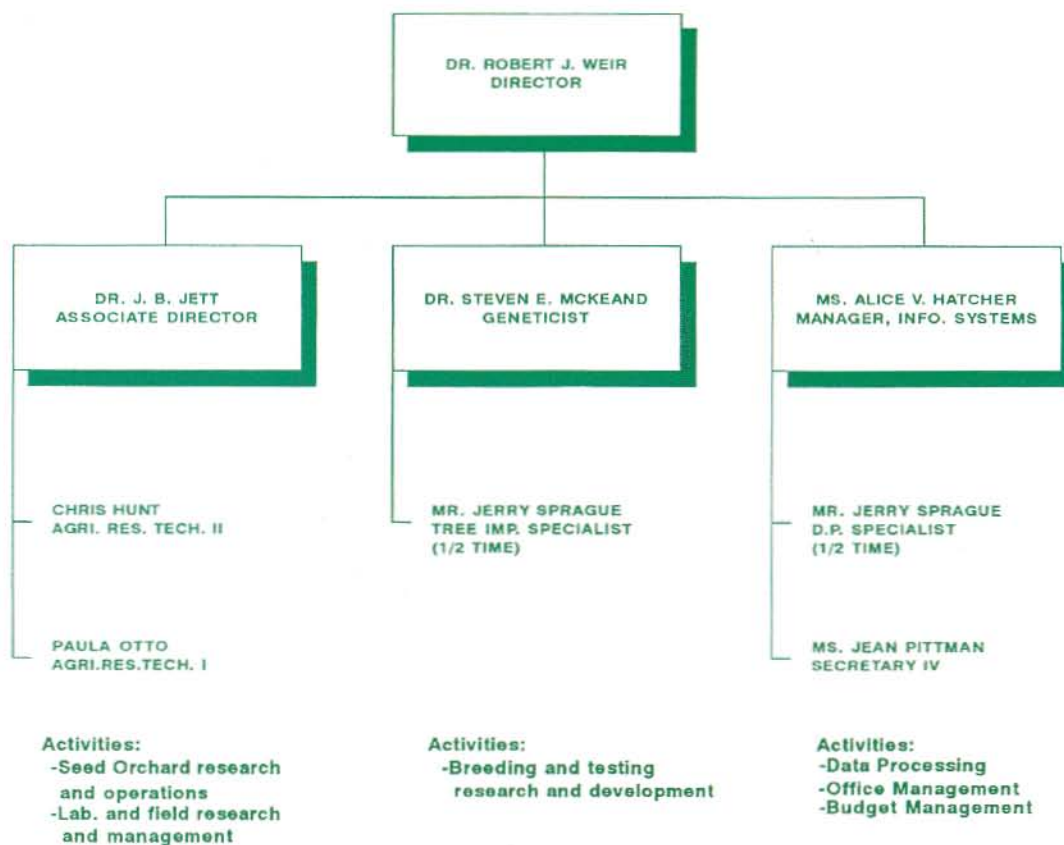 DR. ROBERT J. WEIR
DIRECTOR
DR. J. B. JETT
ASSOCIATE DIRECTOR
DR. STEVEN E. MCKEAND
GENETICIST
MS. ALICE V. HATCHER
MANAGER, INFO. SYSTEMS
CHRIS HUNT
AGRI. RES. TECH. II
MR. JERRY SPRAGUE
TREE IMP. SPECIALIST
(1/2 TIME)
MR. JERRY SPRAGUE
D.P. SPECIALIST
(1/2 TIME)
PAULA OTTO
AGRI.RES.TECH. I
MS. JEAN PITTMAN
SECRETARY IV
Activities:
-Seed Orchard research
and operations
-Lab. and field research
and management
Activities:
-Breeding and testing
research and development
Activities:
-Data Processing
-Office Management
-Budget Management